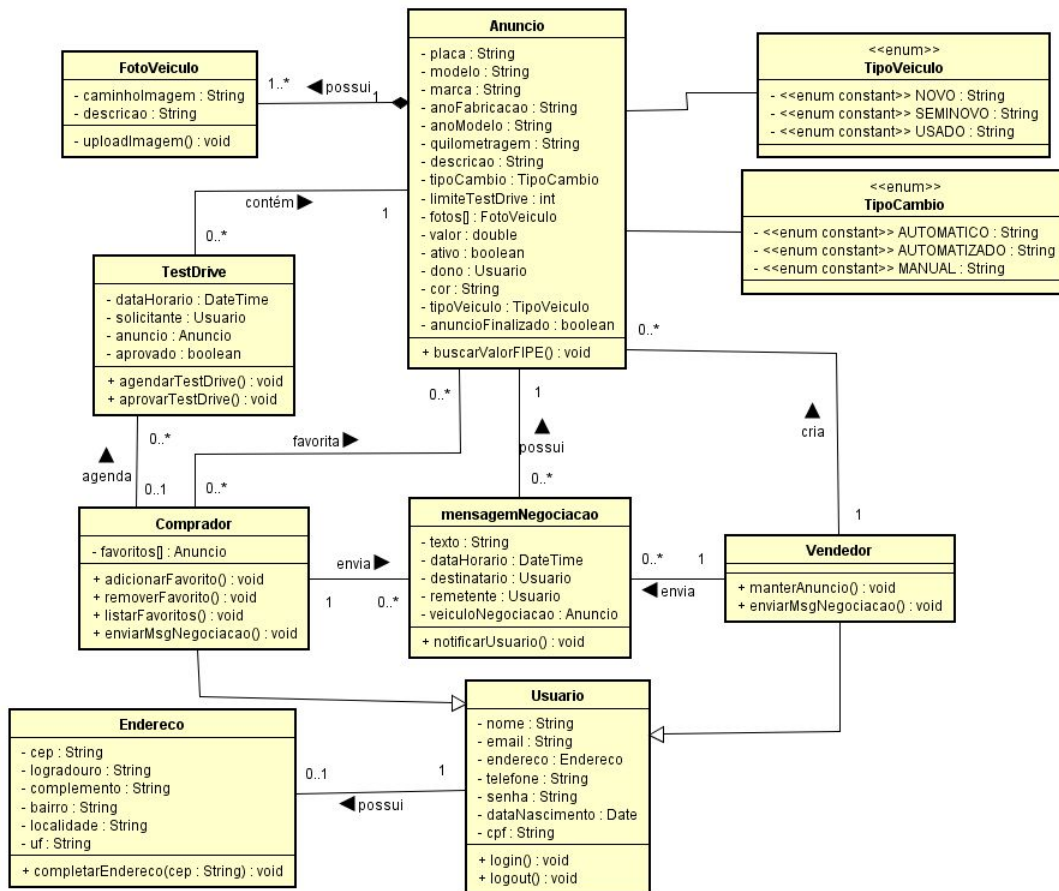 Anuncio
- placa : String
- modelo : String
- marca : String
- anoFabricacao : String
- anoModelo : String
- quilometragem : String
- descricao : String
- tipoCambio : TipoCambio
- limiteTestDrive : int
- fotos[] : FotoVeiculo
- valor : double
- ativo : boolean
- dono : Usuario
- cor : String
- tipoVeiculo : TipoVeiculo
- anuncioFinalizado : boolean
+ buscarValorFIPE() : void
FotoVeiculo
- caminhoImagem : String
- descricao : String
- uploadImagem() : void
1..*
◀ possui
1
<<enum>>
TipoVeiculo
- <<enum constant>> NOVO : String
- <<enum constant>> SEMINOVO : String
- <<enum constant>> USADO : String
<<enum>>
TipoCambio
- <<enum constant>> AUTOMATICO : String
- <<enum constant>> AUTOMATIZADO : String
- <<enum constant>> MANUAL : String
contém ▶
1
0..*
TestDrive
- dataHorario : DateTime
- solicitante : Usuario
- anuncio : Anuncio
- aprovado : boolean
+ agendarTestDrive() : void
+ aprovarTestDrive() : void
0..*
▲
agenda
0..1
0..*
favorita ▶
0..*
1
▲
possui
0..*
0..*
▲
cria
1
Comprador
- favoritos[] : Anuncio
+ adicionarFavorito() : void
+ removerFavorito() : void
+ listarFavoritos() : void
+ enviarMsgNegociacao() : void
envia ▶
1
0..*
mensagemNegociacao
- texto : String
- dataHorario : DateTime
- destinatario : Usuario
- remetente : Usuario
- veiculoNegociacao : Anuncio
+ notificarUsuario() : void
0..*
1
◀ envia
Vendedor
+ manterAnuncio() : void
+ enviarMsgNegociacao() : void
Endereco
- cep : String
- logradouro : String
- complemento : String
- bairro : String
- localidade : String
- uf : String
+ completarEndereco(cep : String) : void
0..1
1
◀ possui
Usuario
- nome : String
- email : String
- endereco : Endereco
- telefone : String
- senha : String
- dataNascimento : Date
- cpf : String
+ login() : void
+ logout() : void